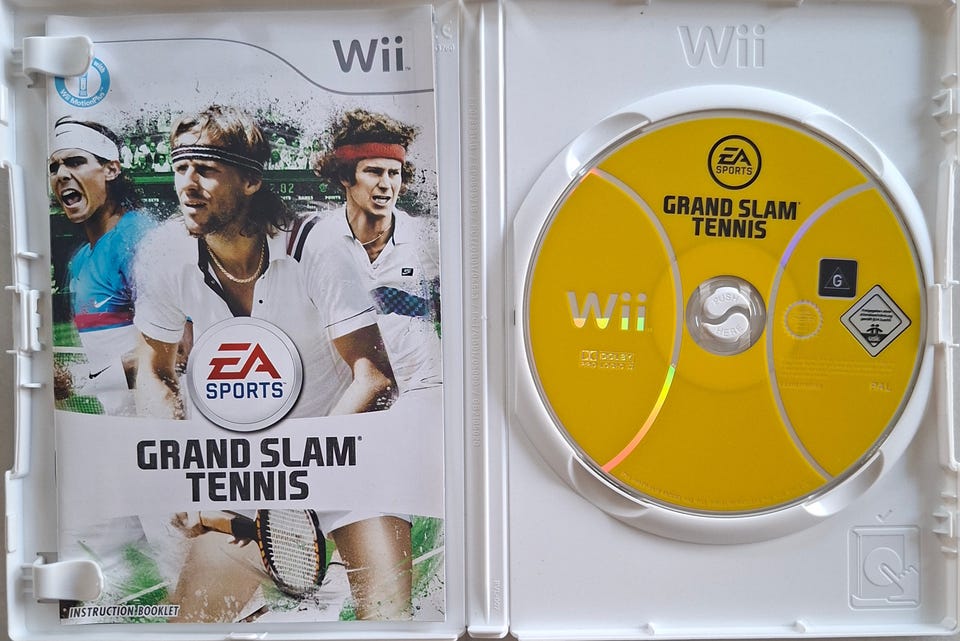 Wii
with
Wii MotionPlus
EA
SPORTS
GRAND SLAM
TENNIS
INSTRUCTION BOOKLET
Wii
EA
SPORTS
GRAND SLAM
TENNIS
Wii
DOLBY
PRO LOGIC II
PUSH
HERE
G
PAL